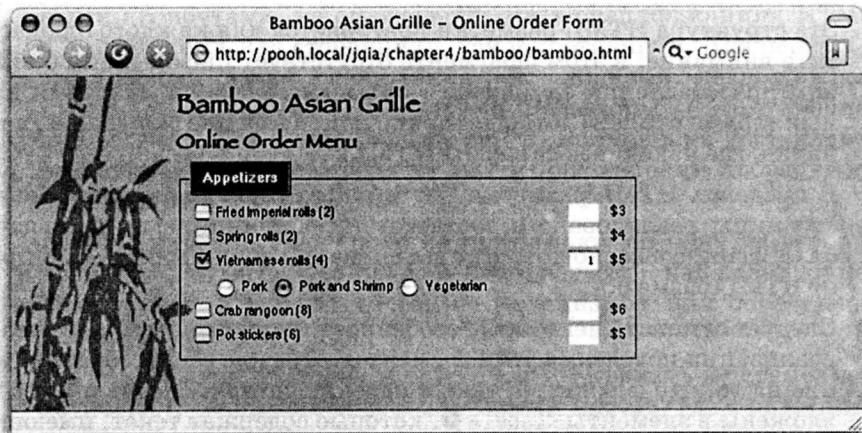 Bamboo Asian Grille – Online Order Form
http://pooh.local/jqia/chapter4/bamboo/bamboo.html
Google
Bamboo Asian Grille
Online Order Menu
Appetizers
Fried Imperial rolls (2) $3
Spring rolls (2) $4
Vietnamese rolls (4) 1 $5
Pork Pork and Shrimp Vegetarian
Crab rangoon (8) $6
Pot stickers (6) $5